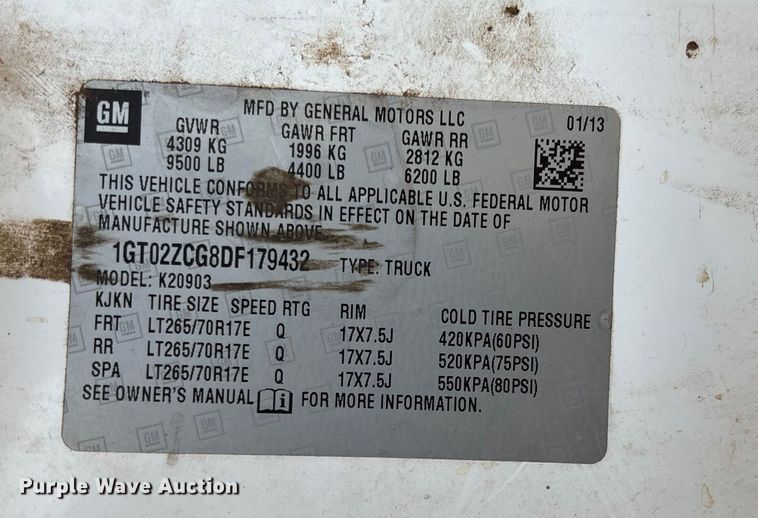 GM
MFD BY GENERAL MOTORS LLC
01/13
GVWR GAWR FRT GAWR RR
4309 KG 1996 KG 2812 KG
9500 LB 4400 LB 6200 LB
THIS VEHICLE CONFORMS TO ALL APPLICABLE U.S. FEDERAL MOTOR
VEHICLE SAFETY STANDARDS IN EFFECT ON THE DATE OF
MANUFACTURE SHOWN ABOVE
1GT02ZCG8DF179432 TYPE: TRUCK
MODEL: K20903
KJKN TIRE SIZE SPEED RTG RIM COLD TIRE PRESSURE
FRT LT265/70R17E Q 17X7.5J 420KPA(60PSI)
RR LT265/70R17E Q 17X7.5J 520KPA(75PSI)
SPA LT265/70R17E Q 17X7.5J 550KPA(80PSI)
SEE OWNER'S MANUAL i FOR MORE INFORMATION.
Purple Wave Auction